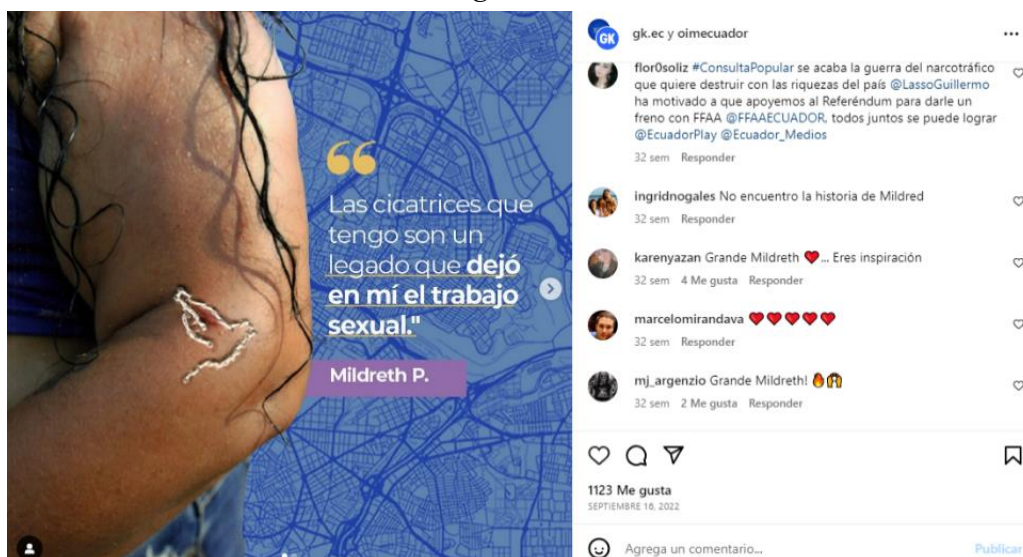 “
Las cicatrices que
tengo son un
legado que dejó
en mí el trabajo
sexual."
Mildreth P.
GK
gk.ec y oimecuador
flor0soliz #ConsultaPopular se acaba la guerra del narcotráfico
que quiere destruir con las riquezas del país @LassoGuillermo
ha motivado a que apoyemos al Referéndum para darle un
freno con FFAA @FFAAECUADOR, todos juntos se puede lograr
@EcuadorPlay @Ecuador_Medios
32 sem Responder
ingridnogales No encuentro la historia de Mildred
32 sem Responder
karenyazan Grande Mildreth ❤️... Eres inspiración
32 sem 4 Me gusta Responder
marcelomirandava ❤️❤️❤️❤️❤️
32 sem Responder
mj_argenzio Grande Mildreth! 🔥🙌
32 sem 2 Me gusta Responder
1123 Me gusta
SEPTIEMBRE 16, 2022
Agrega un comentario...
Publicar